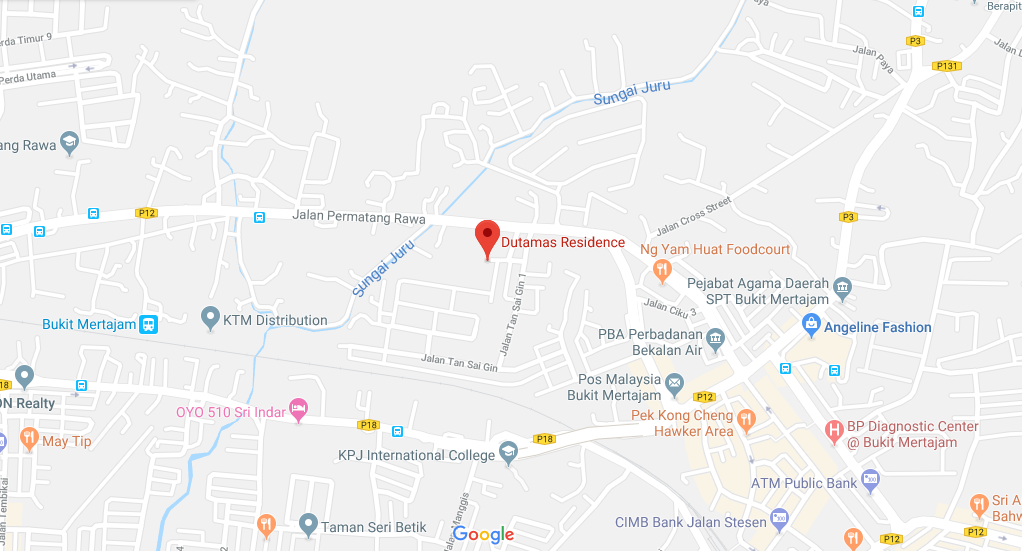 Berapit
P3
Jalan Paya
P131
erda Timur 9
Perda Utama
Sungai Juru
ang Rawa
P12
Jalan Permatang Rawa
Jalan Cross Street
P3
Dutamas Residence
Ng Yam Huat Foodcourt
Sungai Juru
Pejabat Agama Daerah
SPT Bukit Mertajam
Jalan Tan Sai Gin 1
Jalan Ciku 3
Bukit Mertajam
KTM Distribution
Angeline Fashion
PBA Perbadanan
Bekalan Air
Jalan Tan Sai Gin
Pos Malaysia
Bukit Mertajam
18
ON Realty
P12
OYO 510 Sri Indar
Pek Kong Cheng
Hawker Area
P18
P18
BP Diagnostic Center
@ Bukit Mertajam
May Tip
KPJ International College
ATM Public Bank
Jalan Tembikai
Manggis
Taman Seri Betik
Google
CIMB Bank Jalan Stesen
Sri A
Bahw
P12
P12